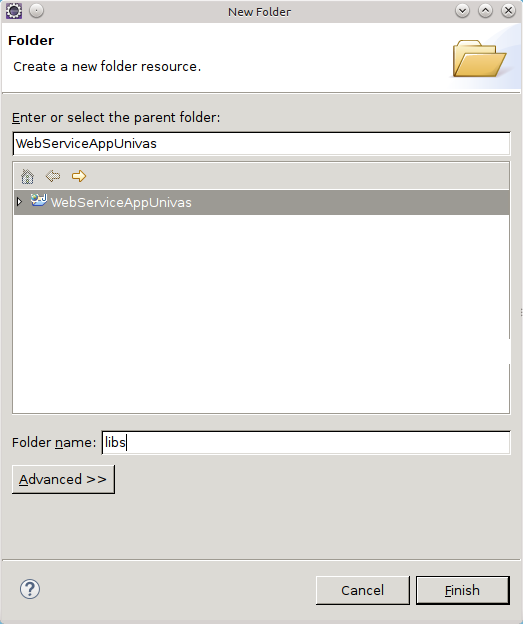 New Folder
Folder
Create a new folder resource.
Enter or select the parent folder:
WebServiceAppUnivas
WebServiceAppUnivas
Folder name: libs
Advanced >>
? Cancel Finish